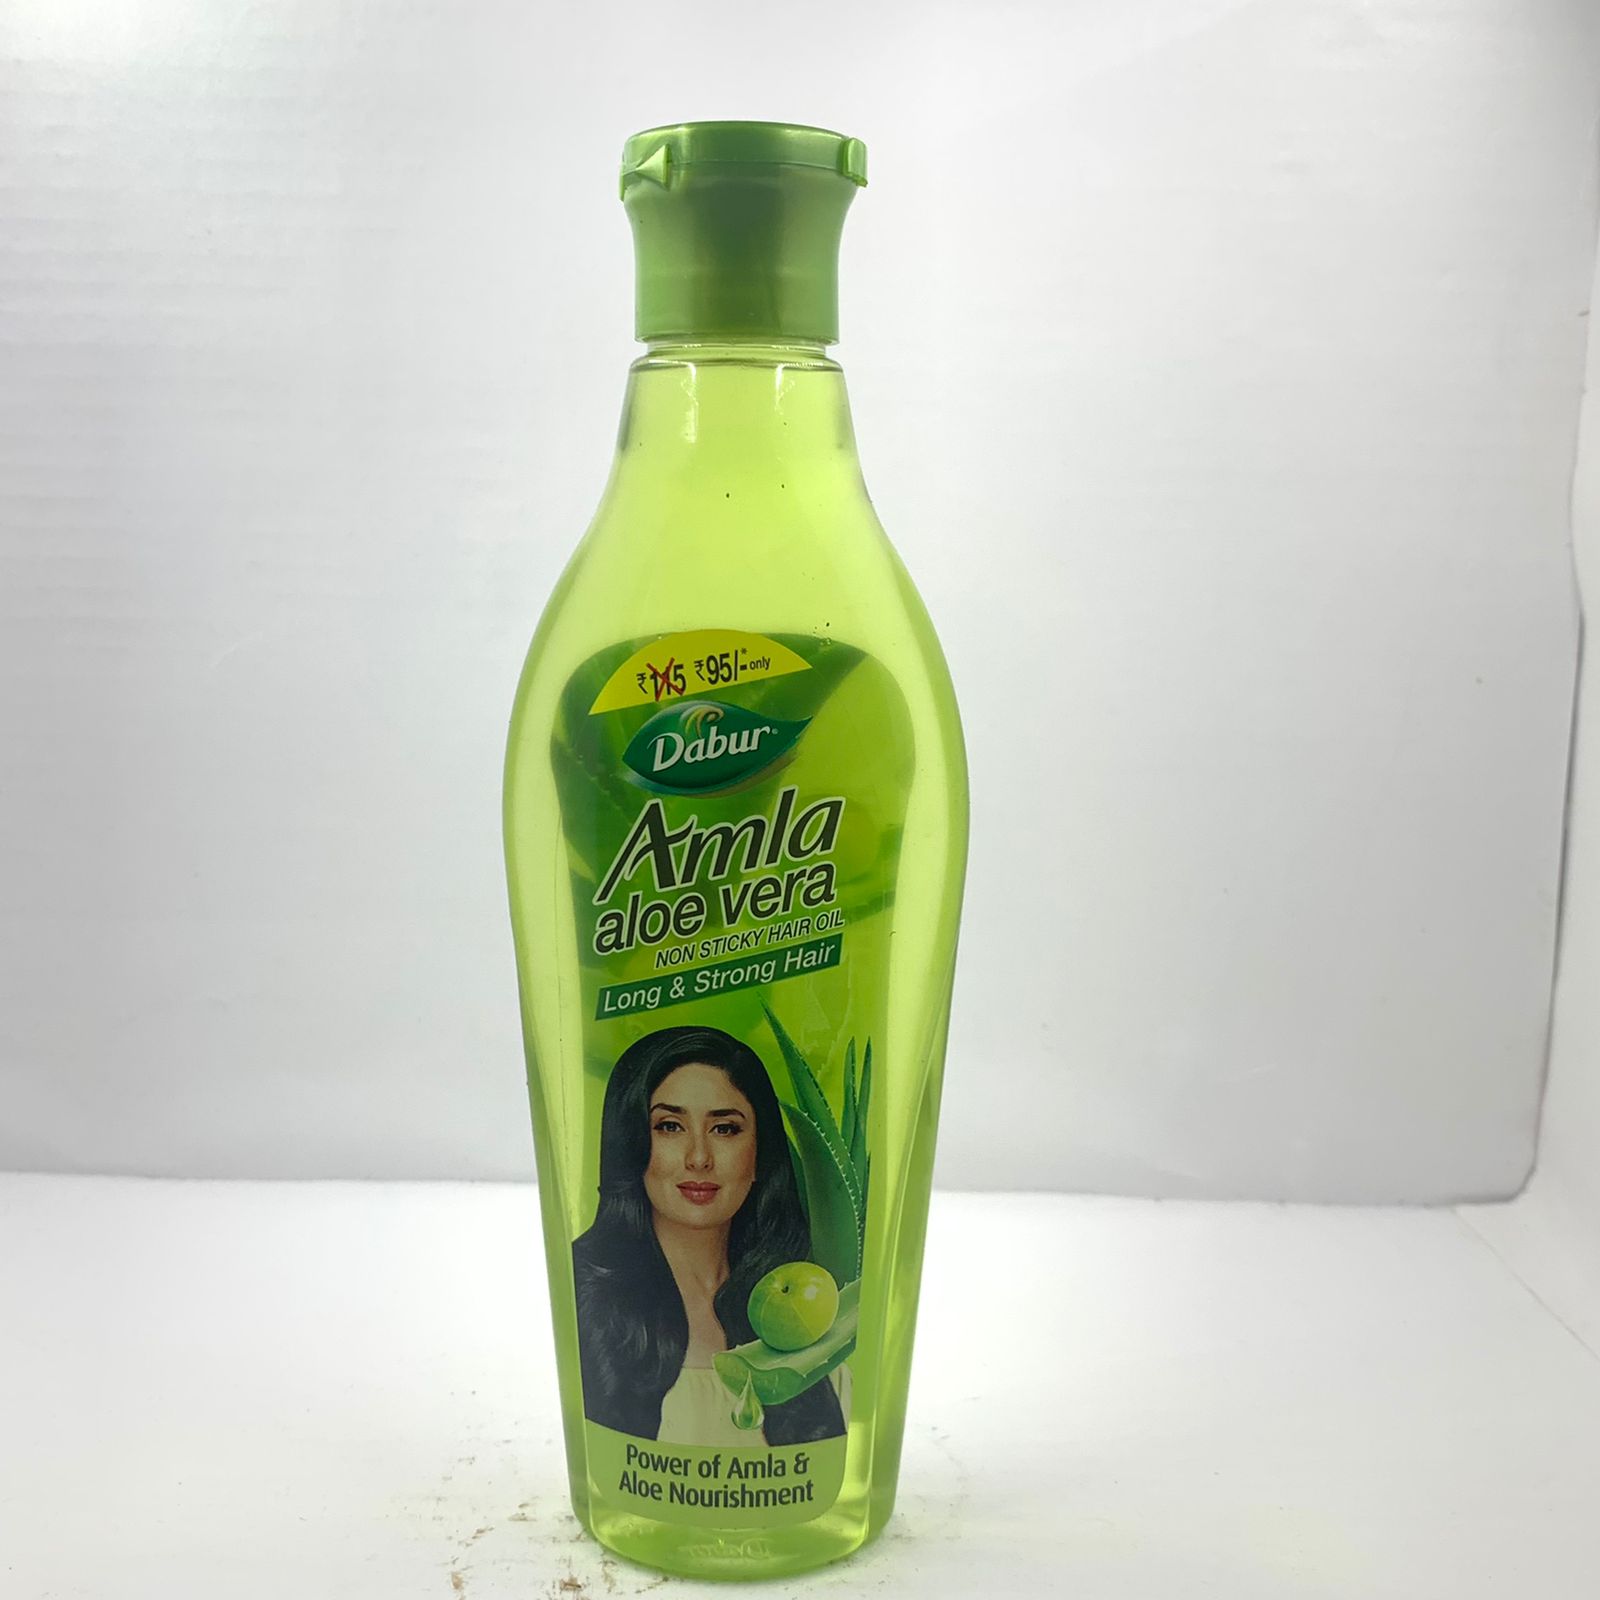 ₹115 ₹95/-* only
Dabur
Amla
aloe vera
NON STICKY HAIR OIL
Long & Strong Hair
Power of Amla &
Aloe Nourishment